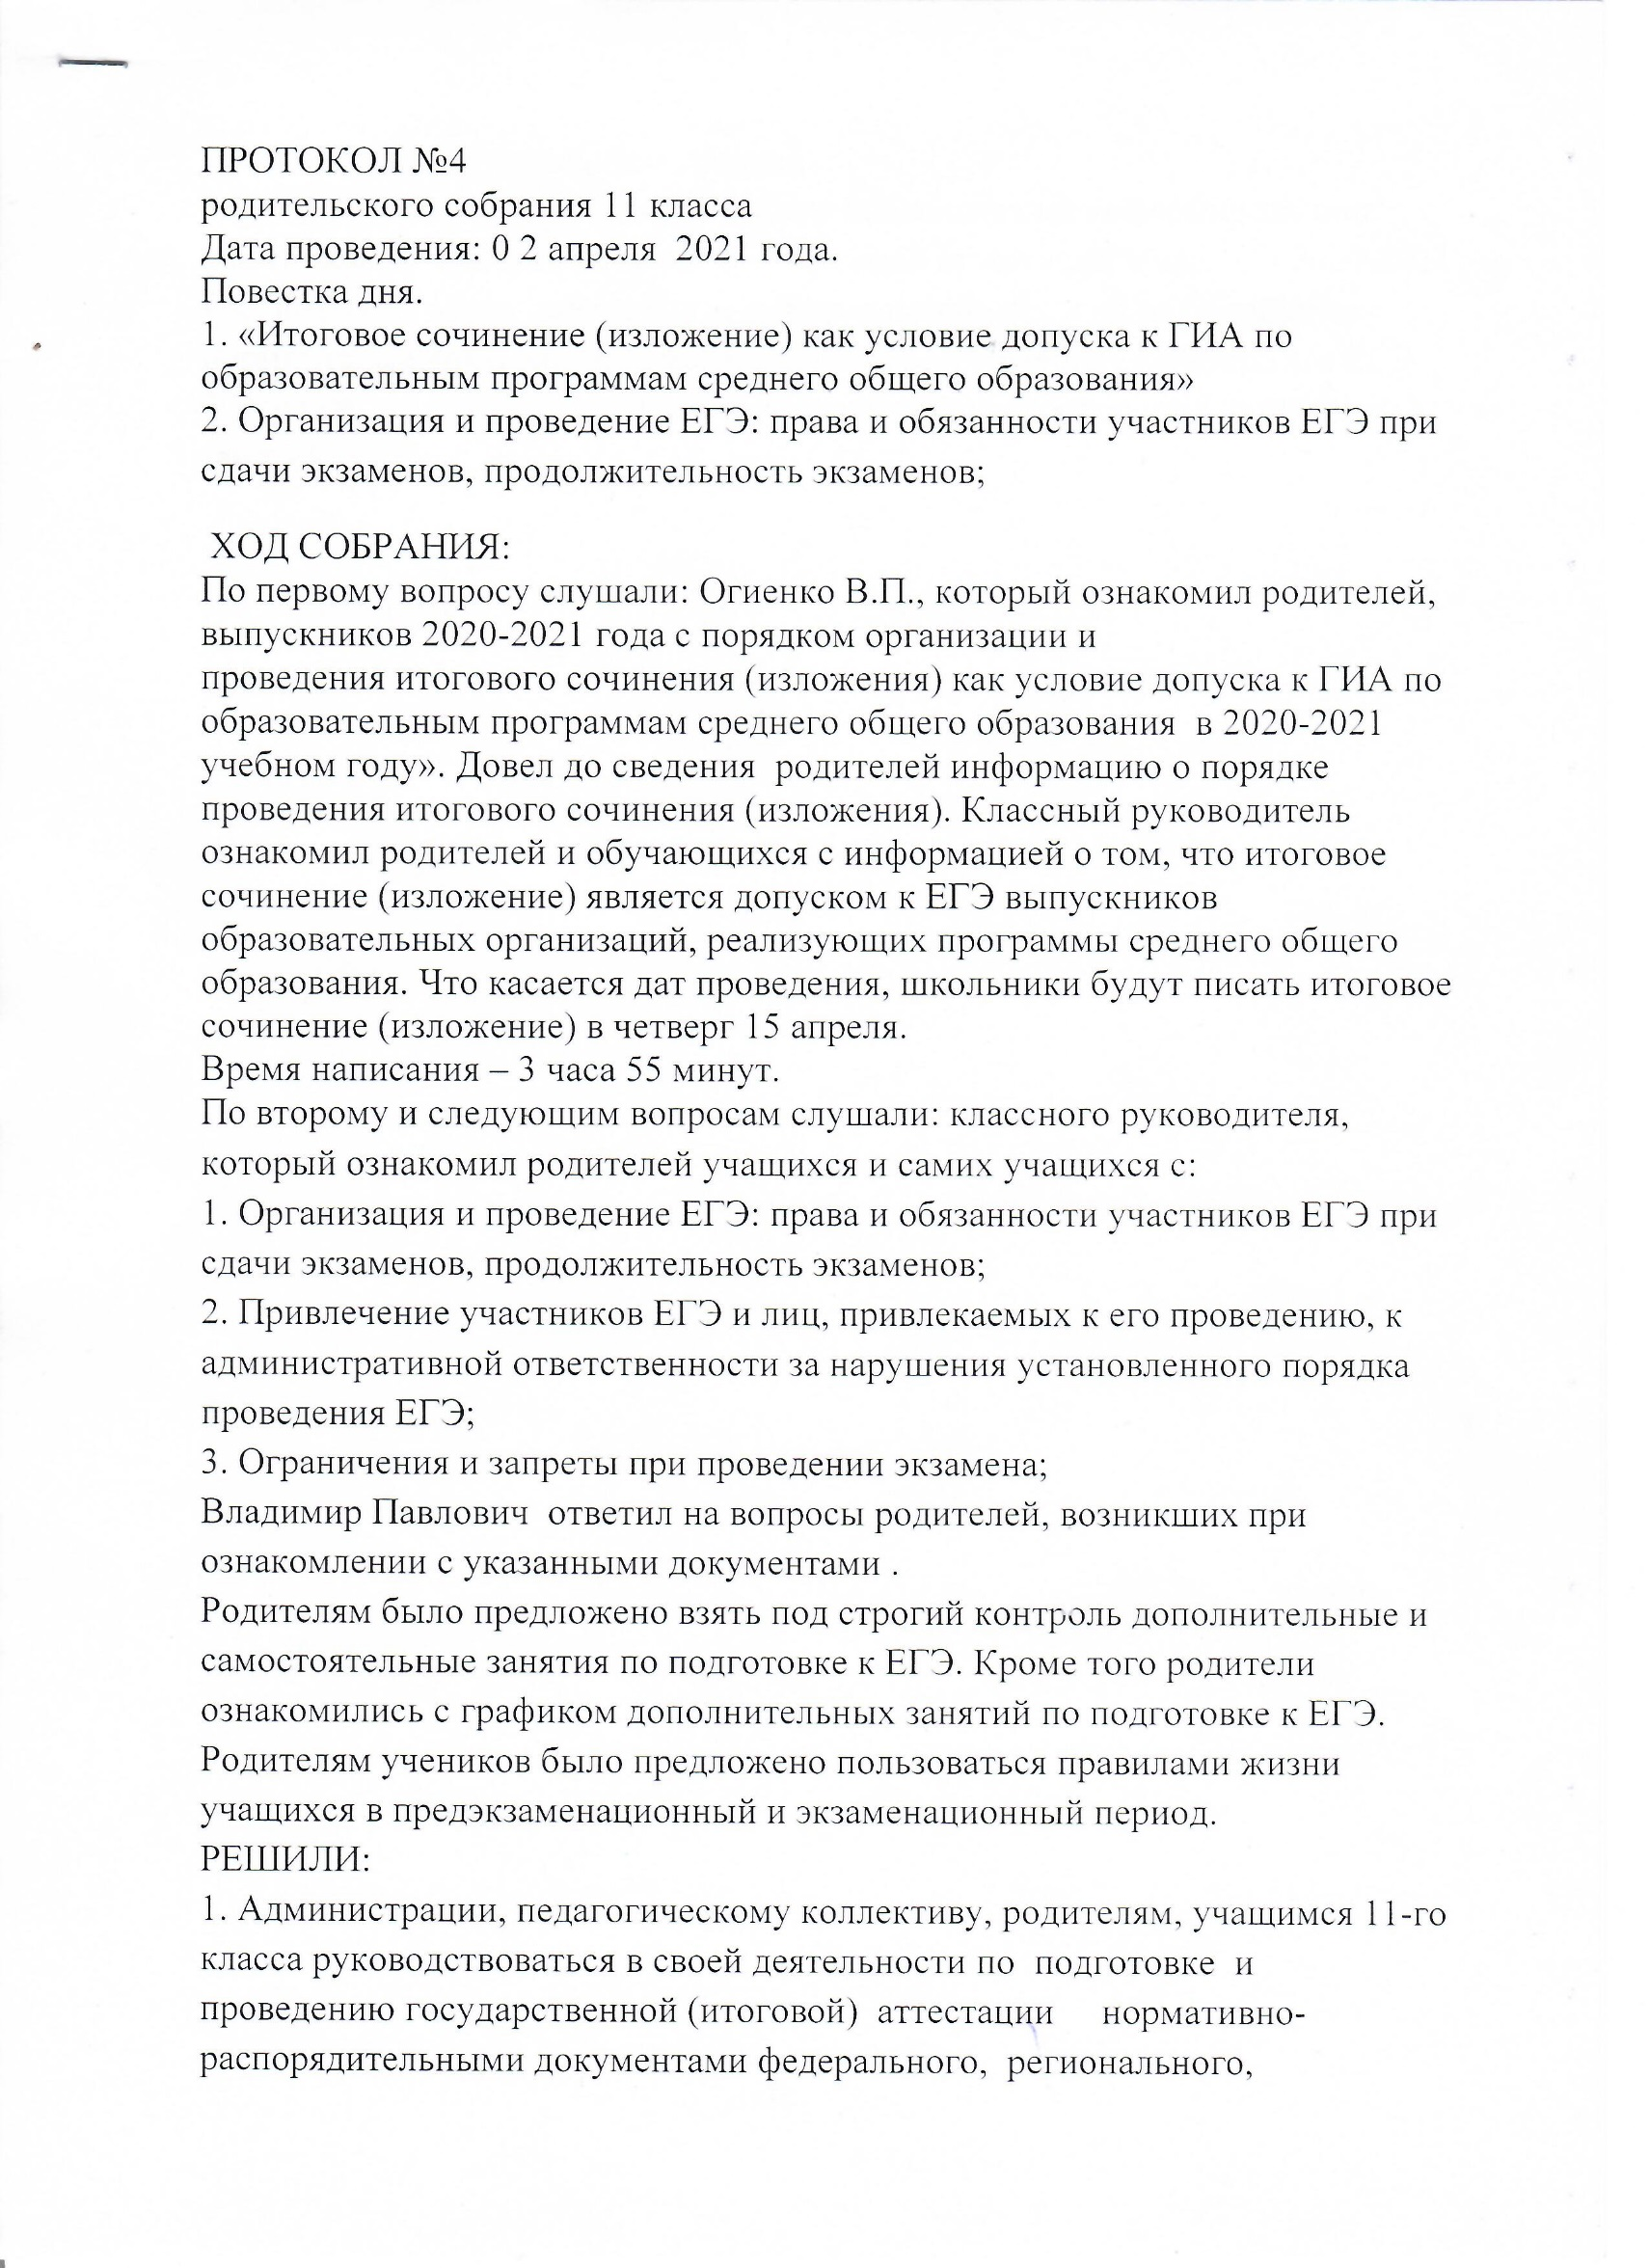 ПРОТОКОЛ №4
родительского собрания 11 класса
Дата проведения: 0 2 апреля  2021 года.
Повестка дня.
1. «Итоговое сочинение (изложение) как условие допуска к ГИА по
образовательным программам среднего общего образования»
2. Организация и проведение ЕГЭ: права и обязанности участников ЕГЭ при
сдачи экзаменов, продолжительность экзаменов;
ХОД СОБРАНИЯ:
По первому вопросу слушали: Огиенко В.П., который ознакомил родителей,
выпускников 2020-2021 года с порядком организации и
проведения итогового сочинения (изложения) как условие допуска к ГИА по
образовательным программам среднего общего образования  в 2020-2021
учебном году». Довел до сведения  родителей информацию о порядке
проведения итогового сочинения (изложения). Классный руководитель
ознакомил родителей и обучающихся с информацией о том, что итоговое
сочинение (изложение) является допуском к ЕГЭ выпускников
образовательных организаций, реализующих программы среднего общего
образования. Что касается дат проведения, школьники будут писать итоговое
сочинение (изложение) в четверг 15 апреля.
Время написания – 3 часа 55 минут.
По второму и следующим вопросам слушали: классного руководителя,
который ознакомил родителей учащихся и самих учащихся с:
1. Организация и проведение ЕГЭ: права и обязанности участников ЕГЭ при
сдачи экзаменов, продолжительность экзаменов;
2. Привлечение участников ЕГЭ и лиц, привлекаемых к его проведению, к
административной ответственности за нарушения установленного порядка
проведения ЕГЭ;
3. Ограничения и запреты при проведении экзамена;
Владимир Павлович  ответил на вопросы родителей, возникших при
ознакомлении с указанными документами .
Родителям было предложено взять под строгий контроль дополнительные и
самостоятельные занятия по подготовке к ЕГЭ. Кроме того родители
ознакомились с графиком дополнительных занятий по подготовке к ЕГЭ.
Родителям учеников было предложено пользоваться правилами жизни
учащихся в предэкзаменационный и экзаменационный период.
РЕШИЛИ:
1. Администрации, педагогическому коллективу, родителям, учащимся 11-го
класса руководствоваться в своей деятельности по  подготовке  и
проведению государственной (итоговой)  аттестации     нормативно-
распорядительными документами федерального,  регионального,